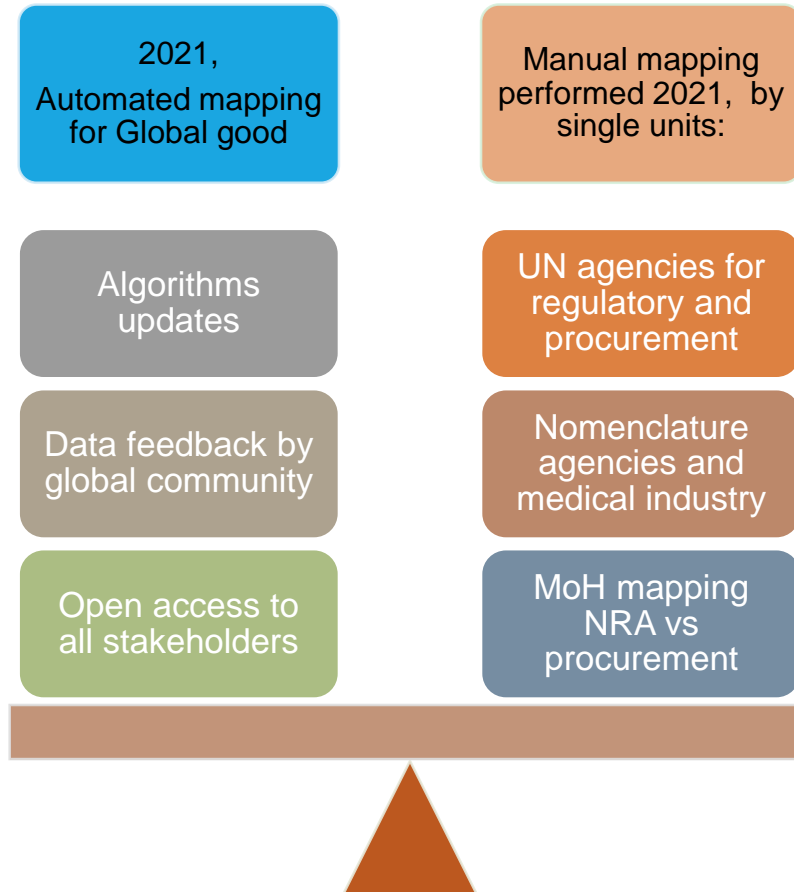 2021,
Automated mapping
for Global good
Manual mapping
performed 2021,  by
single units:
Algorithms
updates
UN agencies for
regulatory and
procurement
Data feedback by
global community
Nomenclature
agencies and
medical industry
Open access to
all stakeholders
MoH mapping
NRA vs
procurement